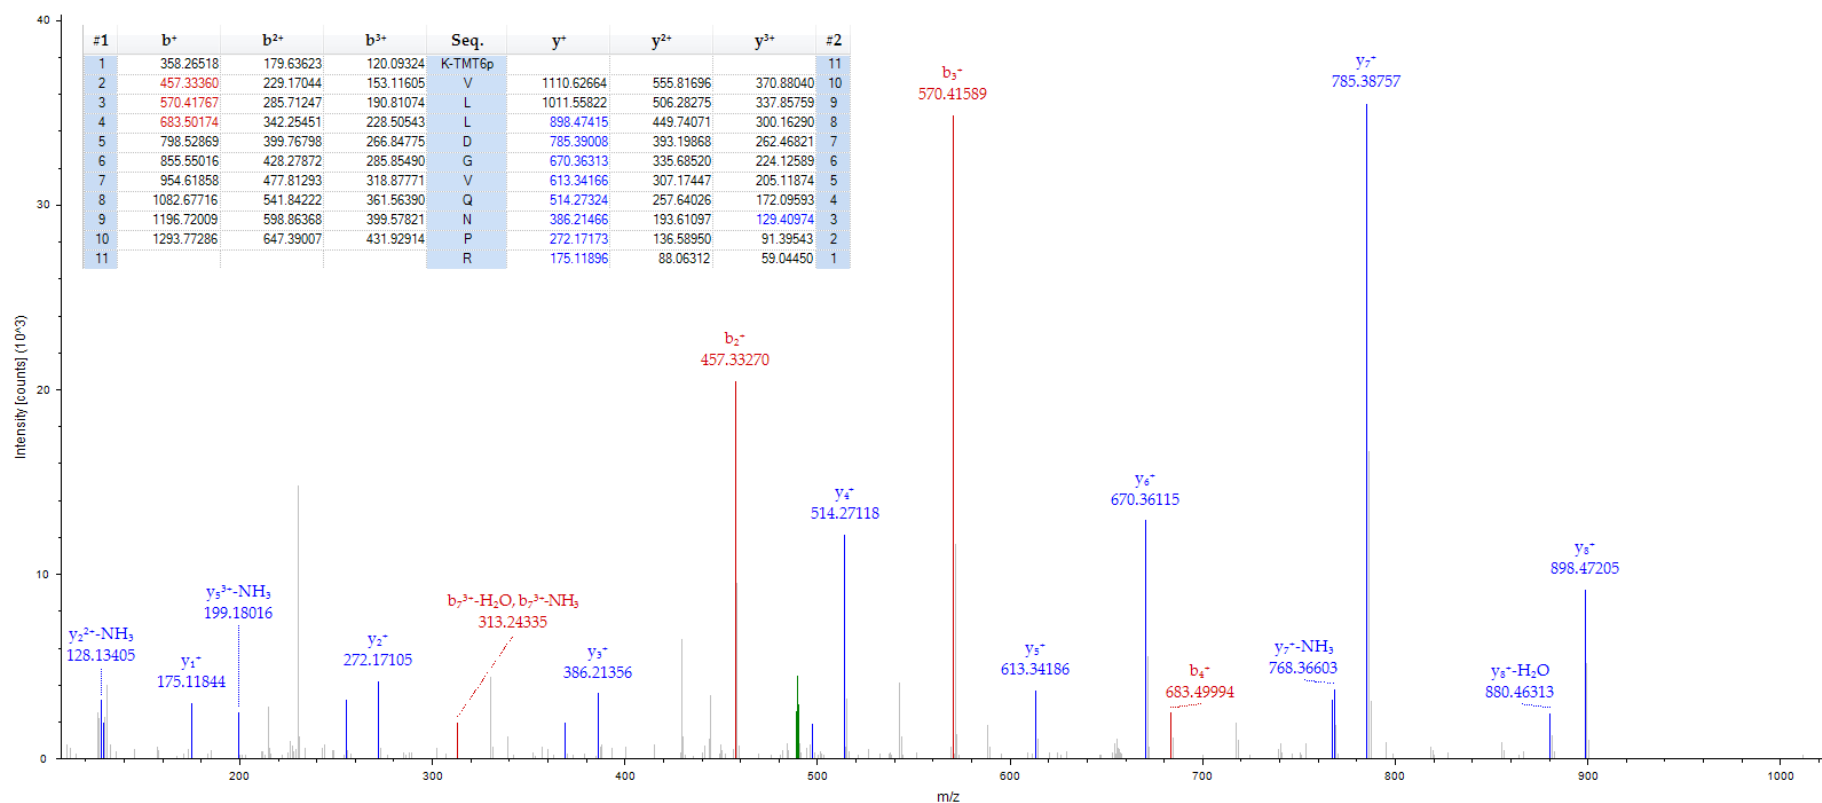 #1 b⁺ b²⁺ b³⁺ Seq. y⁺ y²⁺ y³⁺ #2
1 358.26518 179.63623 120.09324 K-TMT6p 11
2 457.33360 229.17044 153.11605 V 1110.62664 555.81696 370.88040 10
3 570.41767 285.71247 190.81074 L 1011.55822 506.28275 337.85759 9
4 683.50174 342.25451 228.50543 L 898.47415 449.74071 300.16290 8
5 798.52869 399.76798 266.84775 D 785.39008 393.19868 262.46821 7
6 855.55016 428.27872 285.85490 G 670.36313 335.68520 224.12589 6
7 954.61858 477.81293 318.87771 V 613.34166 307.17447 205.11874 5
8 1082.67716 541.84222 361.56390 Q 514.27324 257.64026 172.09593 4
9 1196.72009 598.86368 399.57821 N 386.21466 193.61097 129.40974 3
10 1293.77286 647.39007 431.92914 P 272.17173 136.58950 91.39543 2
11 R 175.11896 88.06312 59.04450 1
b₃⁺
570.41589
y₇⁺
785.38757
b₂⁺
457.33270
y₄⁺
514.27118
y₆⁺
670.36115
y₈⁺
898.47205
y₅³⁺-NH₃
199.18016
b₇³⁺-H₂O, b₇³⁺-NH₃
313.24335
y₂²⁺-NH₃
128.13405
y₁⁺
175.11844
y₂⁺
272.17105
y₃⁺
386.21356
y₅⁺
613.34186
b₄⁺
683.49994
y₇⁺-NH₃
768.36603
y₈⁺-H₂O
880.46313
Intensity [counts] (10^3)
40
30
20
10
0
200 300 400 500 600 700 800 900 1000
m/z